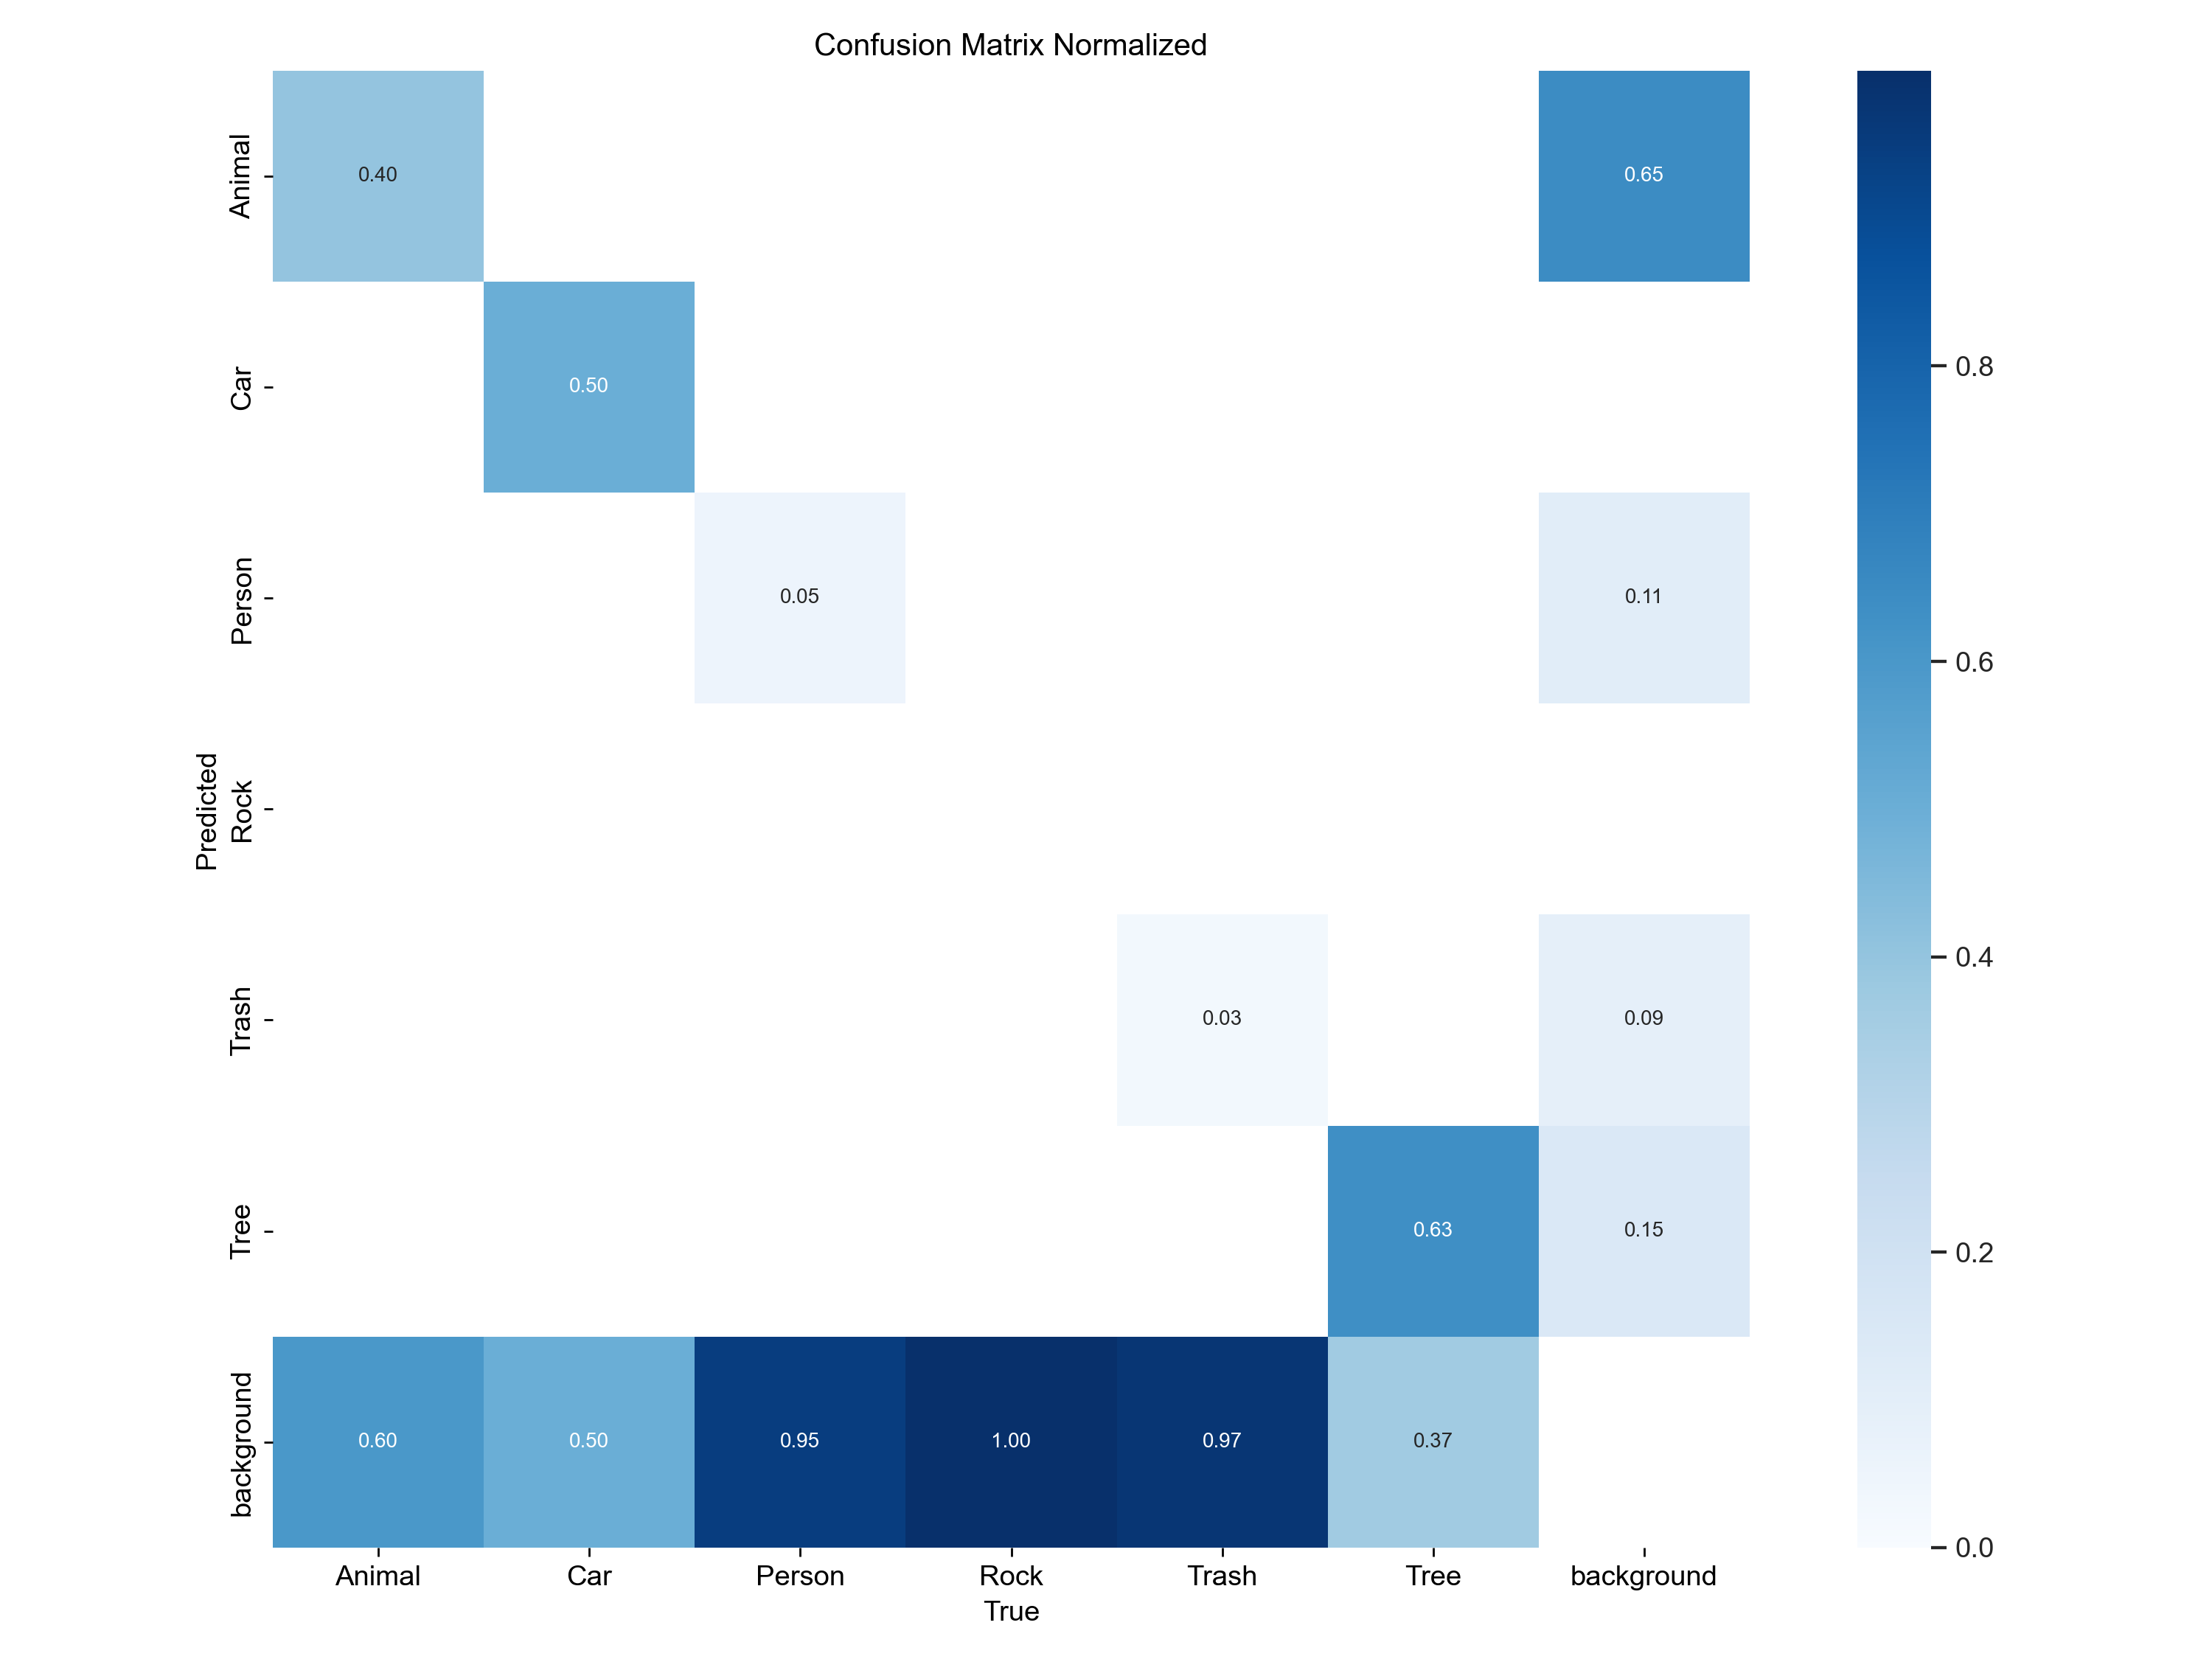 Confusion Matrix Normalized
Animal
0.40
0.65
Car
0.50
0.8
Person
0.05
0.11
0.6
Predicted
Rock
0.4
Trash
0.03
0.09
Tree
0.63
0.15
0.2
background
0.60
0.50
0.95
1.00
0.97
0.37
0.0
Animal
Car
Person
Rock
Trash
Tree
background
True